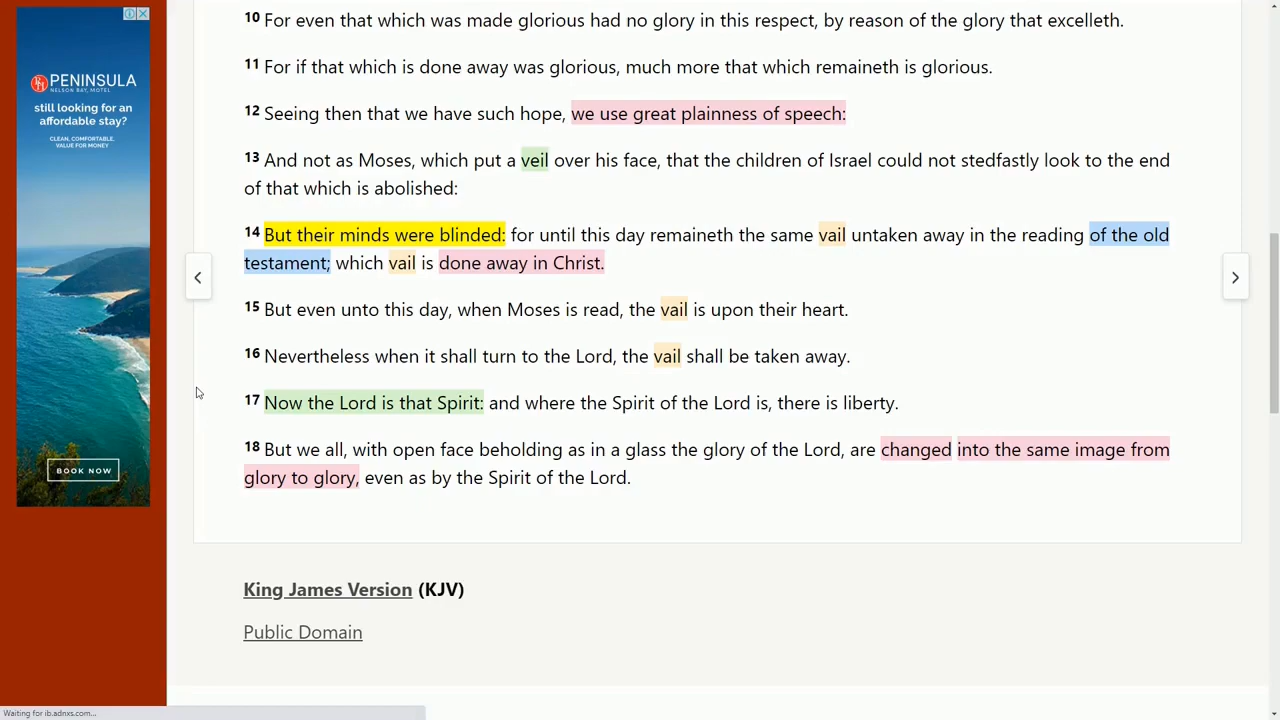 PENINSULA
NELSON BAY, MOTEL
still looking for an
affordable stay?
CLEAN, COMFORTABLE,
VALUE FOR MONEY
BOOK NOW
10 For even that which was made glorious had no glory in this respect, by reason of the glory that excelleth.
11 For if that which is done away was glorious, much more that which remaineth is glorious.
12 Seeing then that we have such hope, we use great plainness of speech:
13 And not as Moses, which put a veil over his face, that the children of Israel could not stedfastly look to the end
of that which is abolished:
14 But their minds were blinded: for until this day remaineth the same vail untaken away in the reading of the old
testament; which vail is done away in Christ.
15 But even unto this day, when Moses is read, the vail is upon their heart.
16 Nevertheless when it shall turn to the Lord, the vail shall be taken away.
17 Now the Lord is that Spirit: and where the Spirit of the Lord is, there is liberty.
18 But we all, with open face beholding as in a glass the glory of the Lord, are changed into the same image from
glory to glory, even as by the Spirit of the Lord.
King James Version (KJV)
Public Domain
Waiting for ib.adnxs.com...